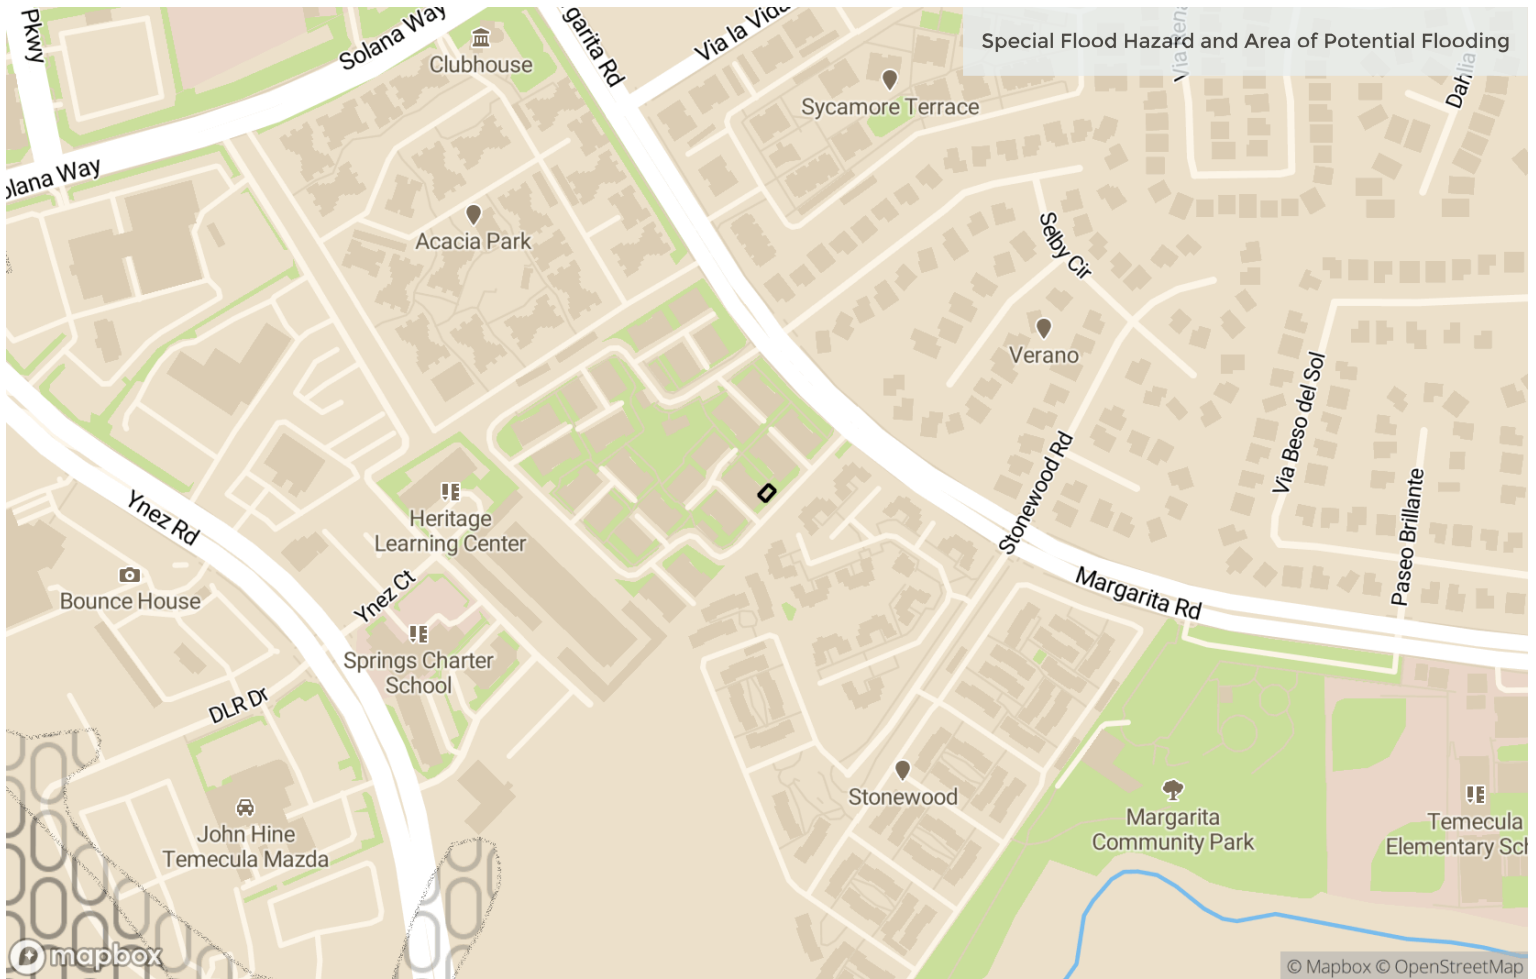 Special Flood Hazard and Area of Potential Flooding
Pkwy
Solana Way
Clubhouse
Margarita Rd
Via la Vida
Sycamore Terrace
Dahlia
Solana Way
Acacia Park
Selby Cir
Verano
Via Beso del Sol
Stonewood Rd
Paseo Brillante
Ynez Rd
Heritage
Learning Center
Bounce House
Ynez Ct
Margarita Rd
Springs Charter
School
DLR Dr
Stonewood
John Hine
Temecula Mazda
Margarita
Community Park
Temecula
Elementary Sch
mapbox
© Mapbox © OpenStreetMap